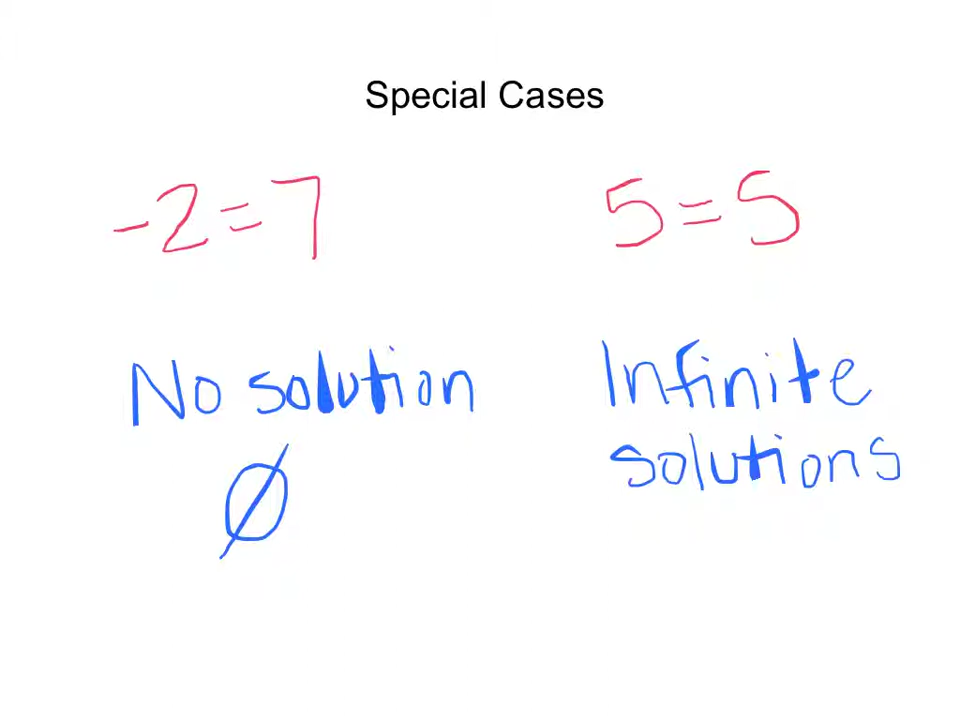 Special Cases
-2=7
5=5
No solution
Ø
Infinite
solutions